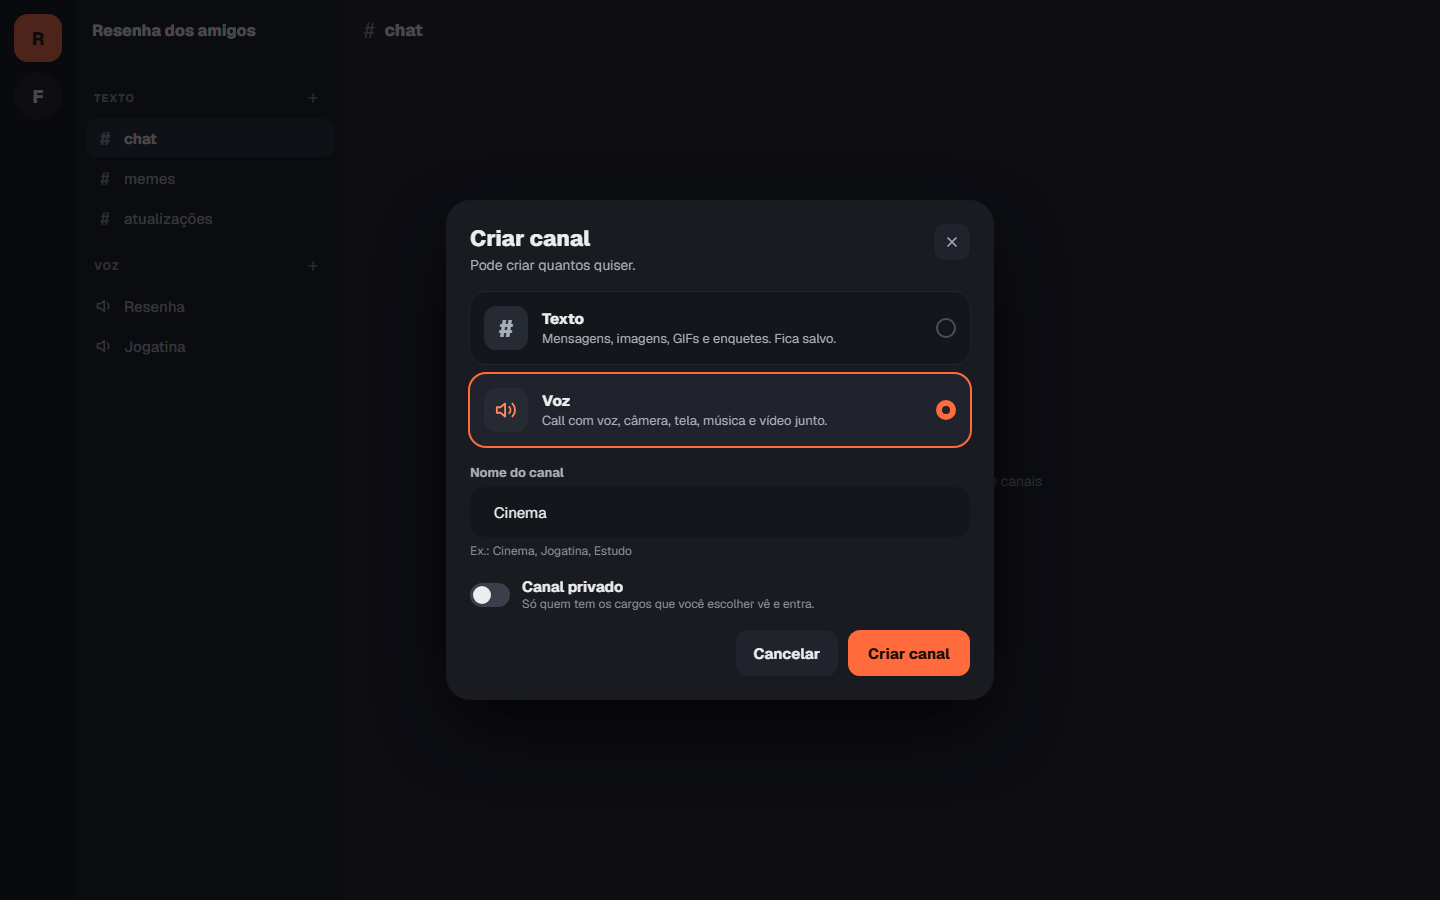 R
F
Resenha dos amigos
TEXTO
# chat
# memes
# atualizações
VOZ
Resenha
Jogatina
# chat
canais
Criar canal
Pode criar quantos quiser.
#
Texto
Mensagens, imagens, GIFs e enquetes. Fica salvo.
Voz
Call com voz, câmera, tela, música e vídeo junto.
Nome do canal
Cinema
Ex.: Cinema, Jogatina, Estudo
Canal privado
Só quem tem os cargos que você escolher vê e entra.
Cancelar
Criar canal